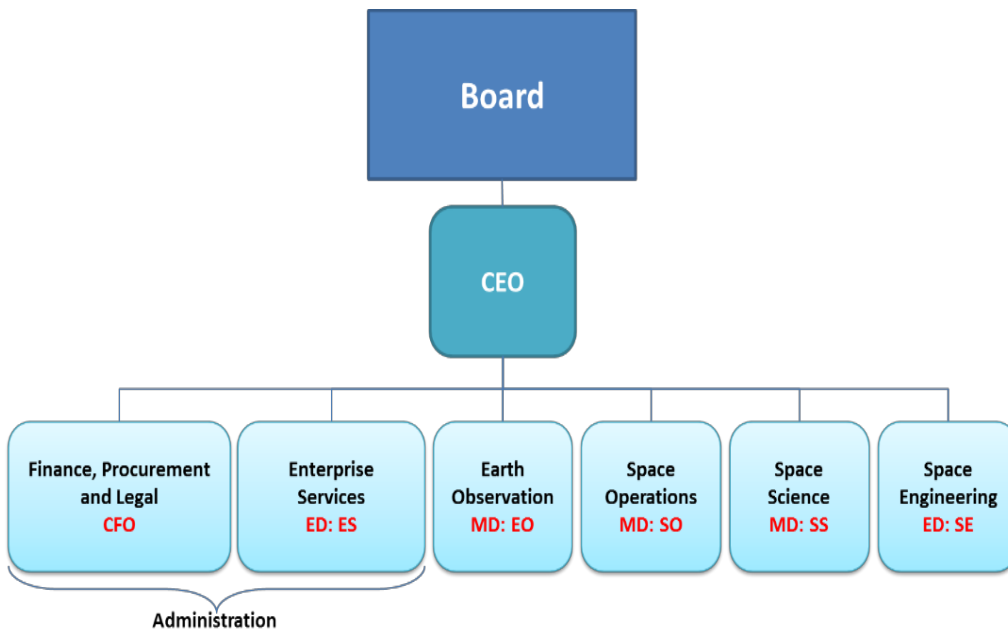 Board
CEO
Finance, Procurement
and Legal
CFO
Enterprise
Services
ED: ES
Earth
Observation
MD: EO
Space
Operations
MD: SO
Space
Science
MD: SS
Space
Engineering
ED: SE
Administration